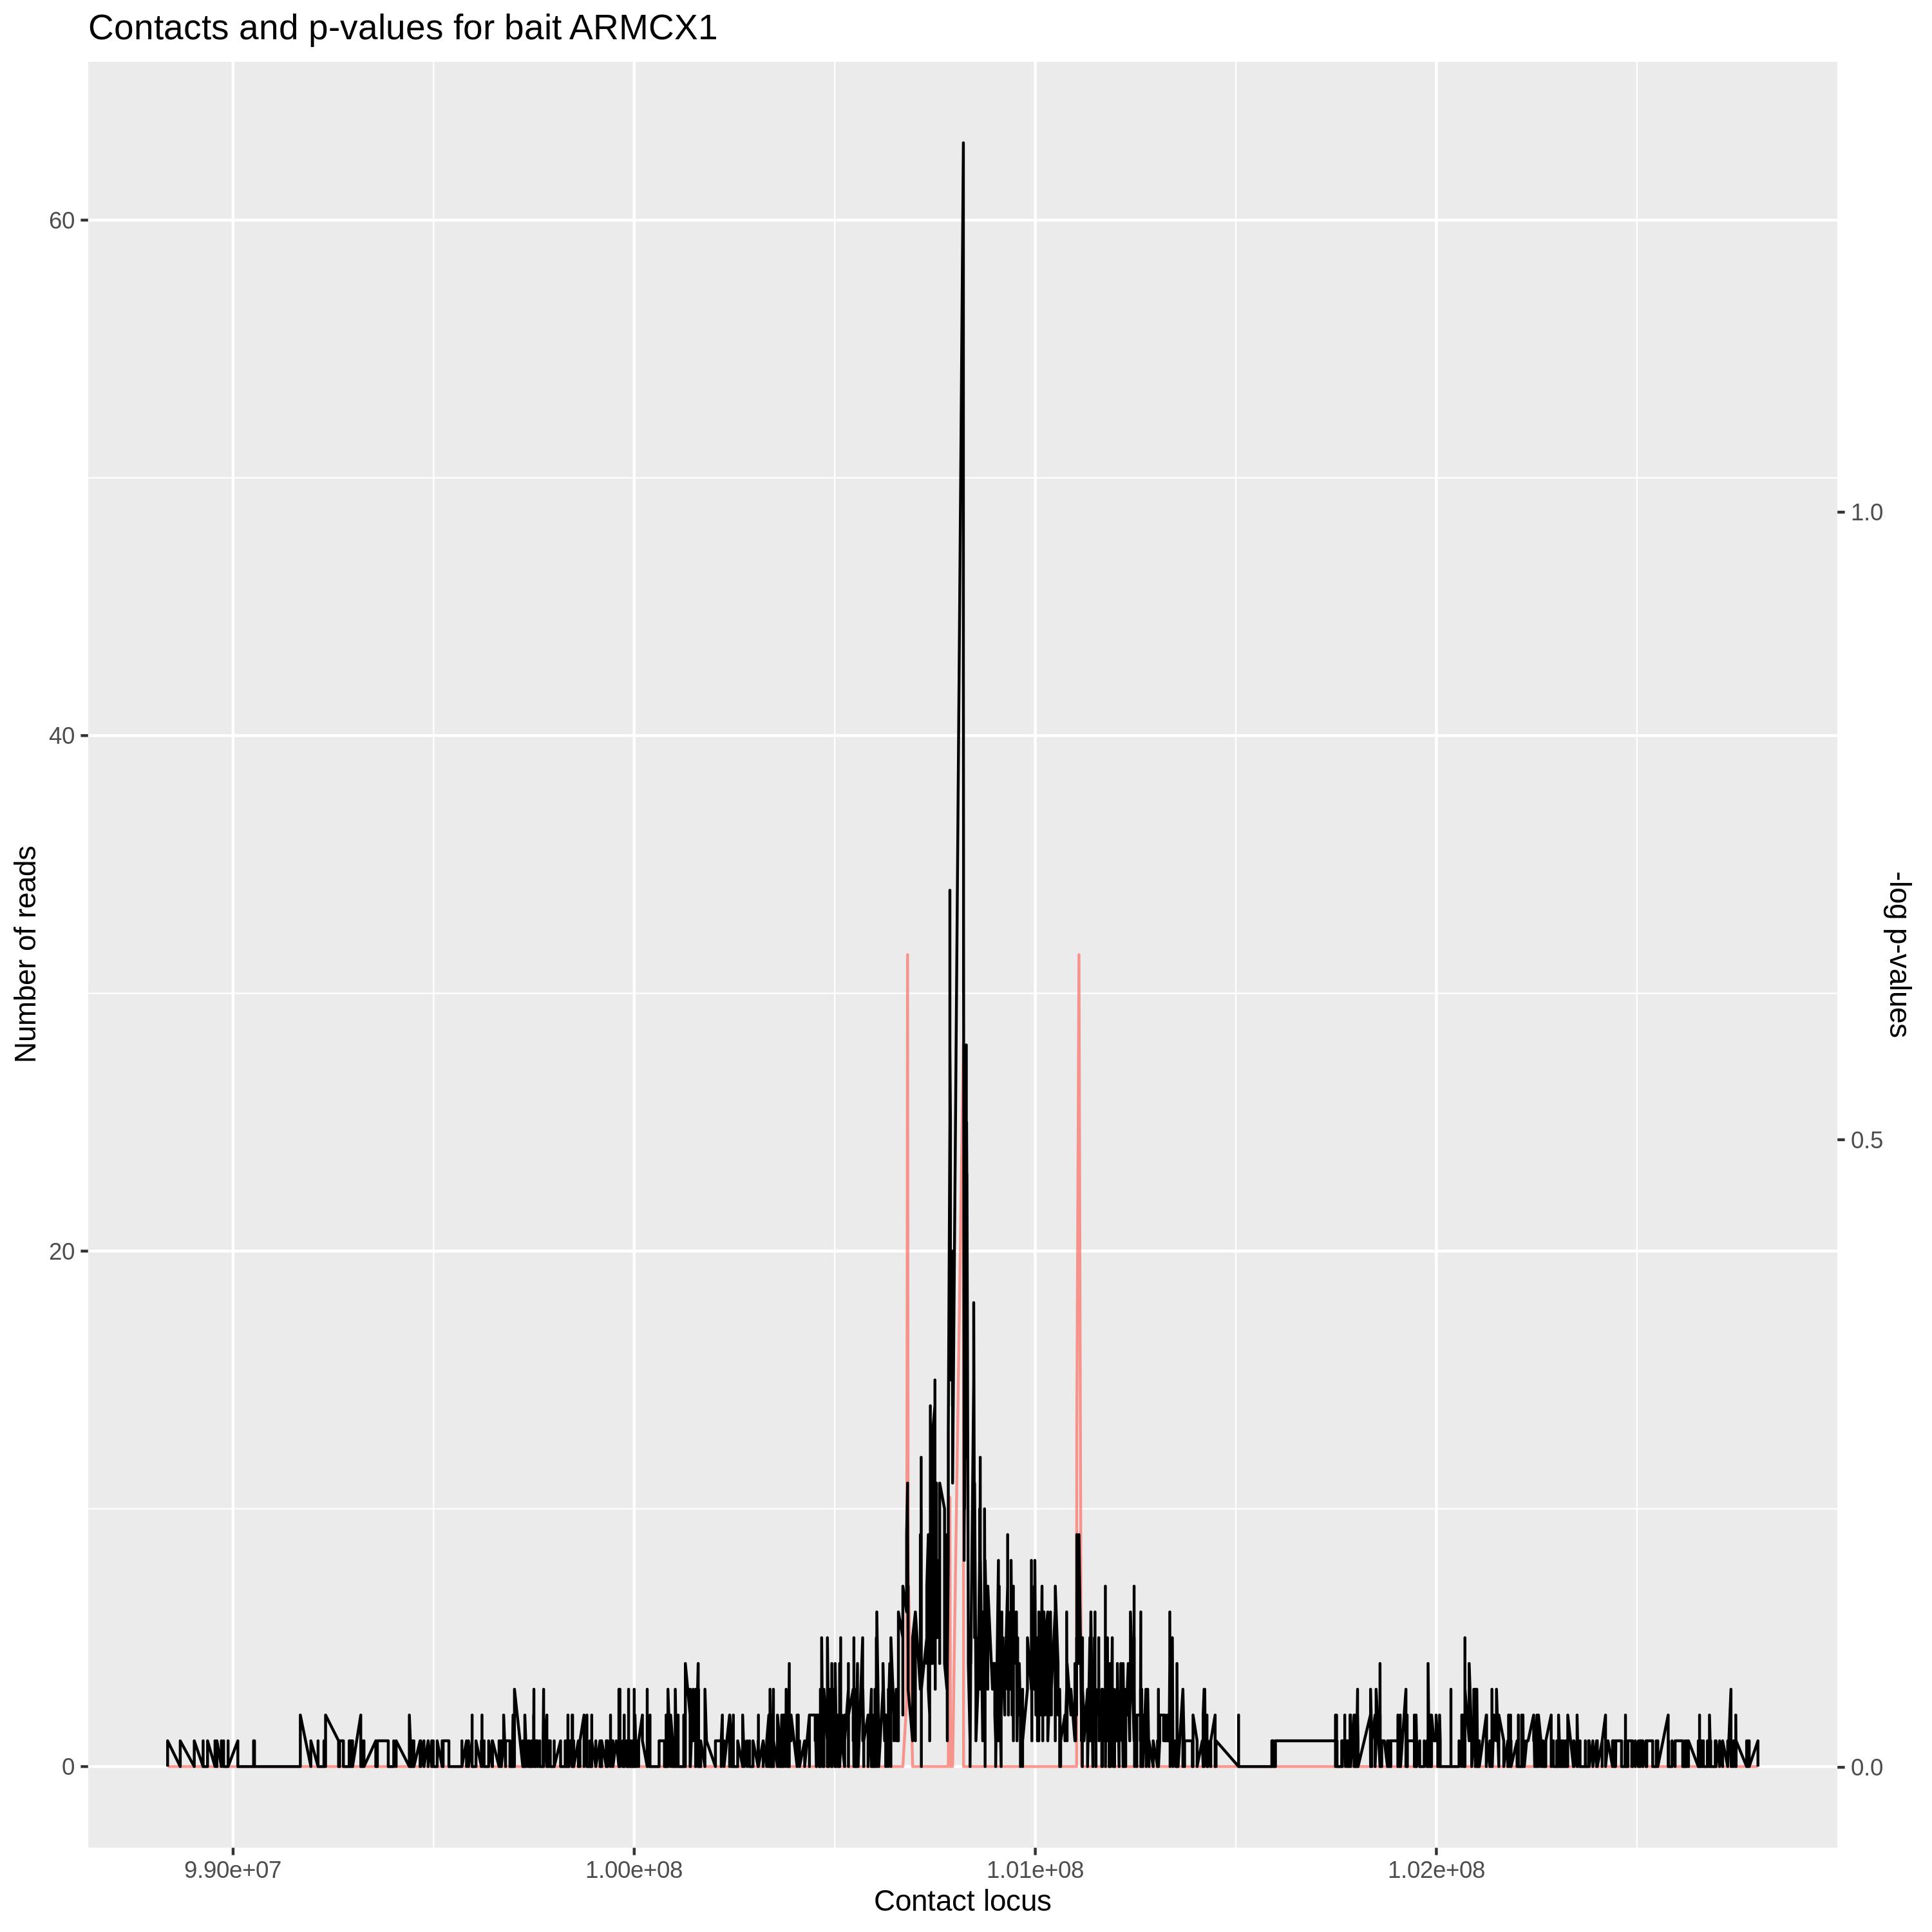 Contacts and p-values for bait ARMCX1
60
40
20
0
Number of reads
1.0
0.5
0.0
-log p-values
9.90e+07
1.00e+08
1.01e+08
1.02e+08
Contact locus